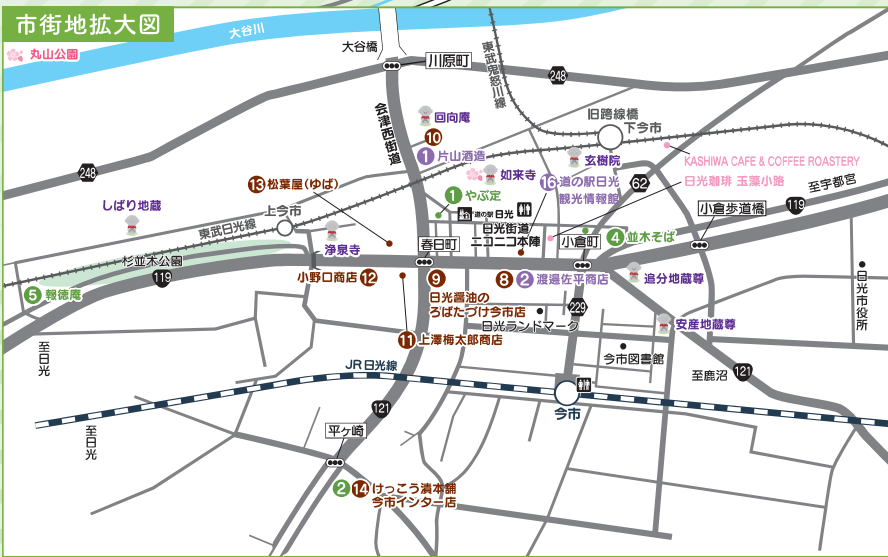 市街地拡大図
大谷川
丸山公園
大谷橋
川原町
248
東武鬼怒川線
会津西街道
旧跨線橋
下今市
回向庵
10
1 片山酒造
玄樹院
KASHIWA CAFE & COFFEE ROASTERY
248
13 松葉屋(ゆば)
如来寺
16 道の駅日光
観光情報館
62
日光珈琲 玉藻小路
至宇都宮
119
1 やぶ定
しばり地蔵
上今市
道の駅 日光
小倉歩道橋
東武日光線
日光街道
ニコニコ本陣
小倉町
4 並木そば
浄泉寺
春日町
杉並木公園
119
小野口商店 12
9
日光醤油の
ろばたづけ今市店
8 2 渡邊佐平商店
追分地蔵尊
5 報徳庵
日光市役所
229
日光ランドマーク
安産地蔵尊
11 上澤梅太郎商店
今市図書館
至日光
JR日光線
至鹿沼
121
今市
121
至日光
平ヶ崎
2 14 けっこう漬本舗
今市インター店